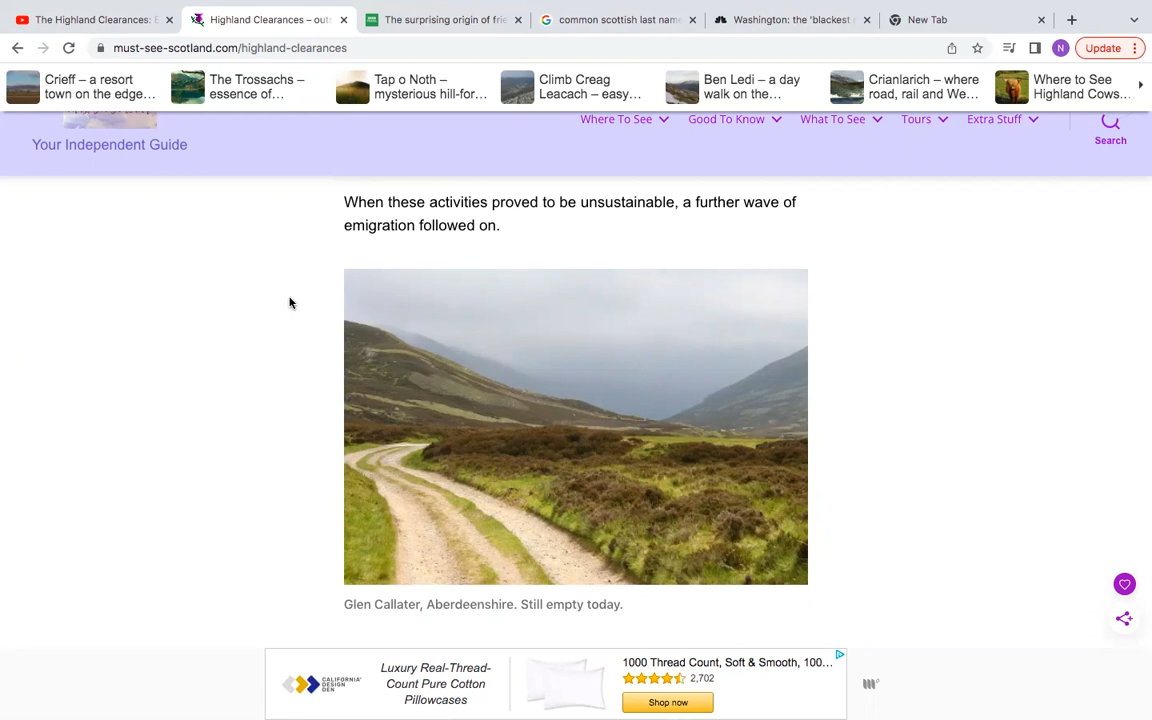 The Highland Clearances: E
Highland Clearances – out
The surprising origin of frie
common scottish last name
Washington: the 'blackest
New Tab
must-see-scotland.com/highland-clearances
N
Update
Crieff – a resort
town on the edge…
The Trossachs –
essence of…
Tap o Noth –
mysterious hill-for…
Climb Creag
Leacach – easy…
Ben Ledi – a day
walk on the…
Crianlarich – where
road, rail and We…
Where to See
Highland Cows…
Where To See
Good To Know
What To See
Tours
Extra Stuff
Search
Your Independent Guide
When these activities proved to be unsustainable, a further wave of
emigration followed on.
Glen Callater, Aberdeenshire. Still empty today.
CALIFORNIA
DESIGN
DEN
Luxury Real-Thread-
Count Pure Cotton
Pillowcases
1000 Thread Count, Soft & Smooth, 100…
2,702
Shop now